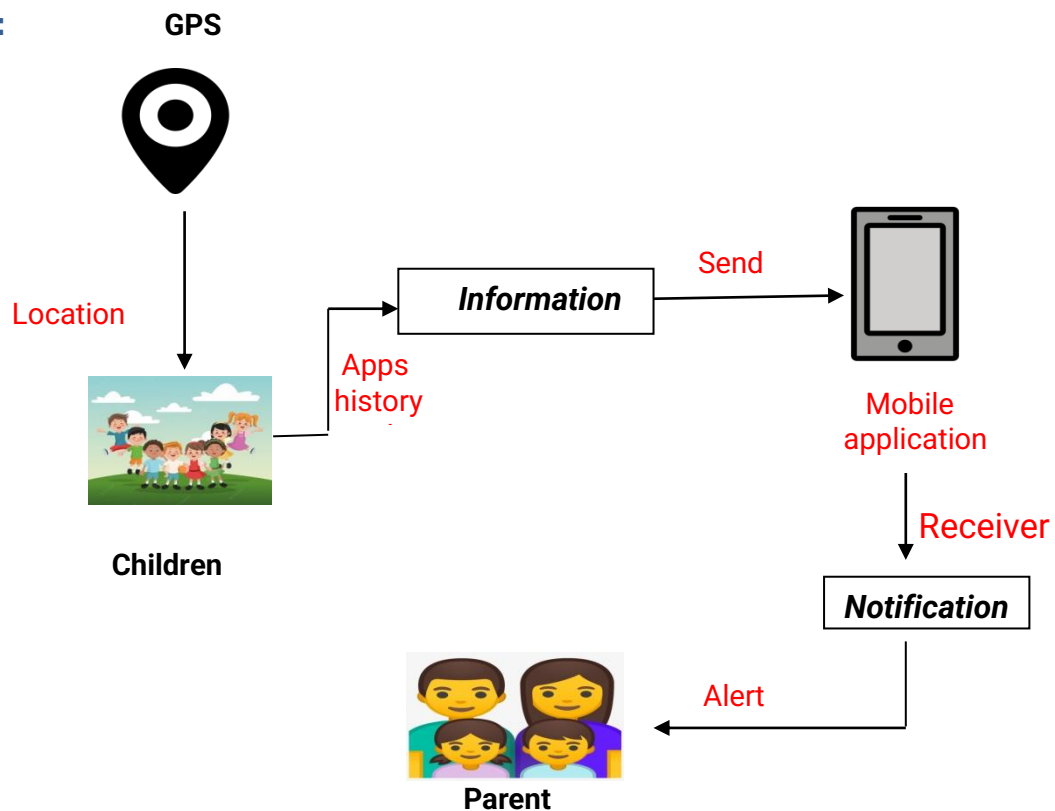 :
GPS
Location
Apps
history
Information
Send
Mobile
application
Receiver
Notification
Alert
Children
Parent